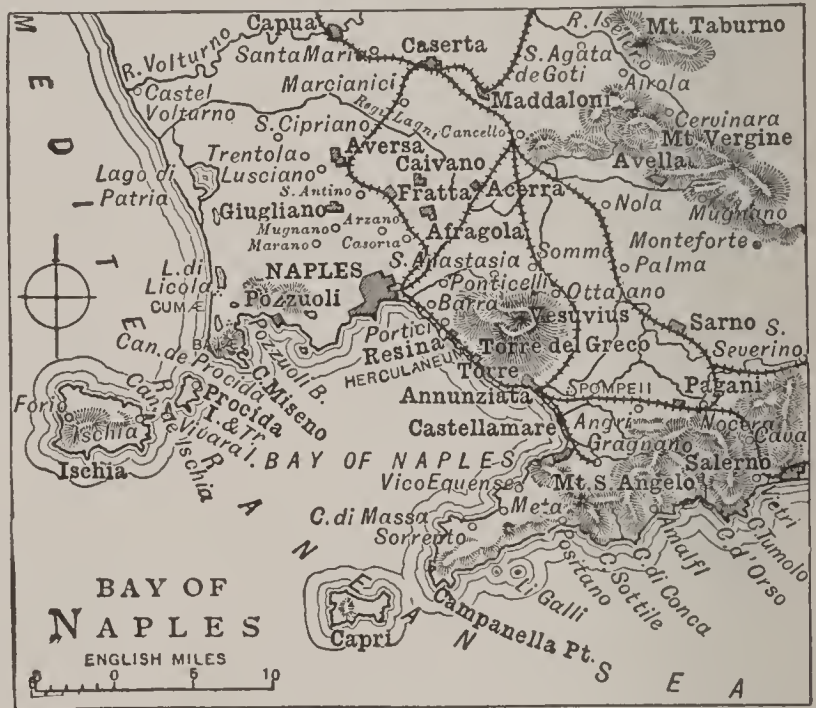 MEDITERRANEAN SEA
Capua
R. Volturno
Santa Maria
Caserta
R. Isclero
Mt. Taburno
S. Agata
de Goti
Airola
Marcianici
Castel
Volturno
Maddaloni
Regi Lagni
Cancello
Cervinara
Mt. Vergine
S. Cipriano
Aversa
Avella
Trentola
Lusciano
Caivano
Lago di
Patria
S. Antino
Fratta
Acerra
Nola
Mugnano
Giugliano
Arzano
Mugnano
Afragola
Marano
Casoria
Monteforte
Somma
Palma
NAPLES
S. Anastasia
L. di
Licola
Ponticelli
Pozzuoli
CUMÆ
Barra
Ottajano
Vesuvius
Sarno
Portici
S.
Severino
Resina
Torre del Greco
HERCULANEUM
Can. de Procida
Pozzuoli B.
C. Miseno
Torre
Annunziata
POMPEII
Pagani
Procida
I. & Tr.
Forio
Ischia
Vivara I.
Can. de Ischia
Castellamare
Angri
Nocera
Gragnano
Cava
BAY OF NAPLES
Ischia
Salerno
Vico Equense
Mt. S. Angelo
Vietri
Meta
C. di Massa
Sorrento
Positano
Amalfi
C. Tumolo
C. d'Orso
C. di Conca
C. Sottile
Li Galli
Campanella Pt.
Capri
BAY OF
NAPLES
ENGLISH MILES
0 5 10